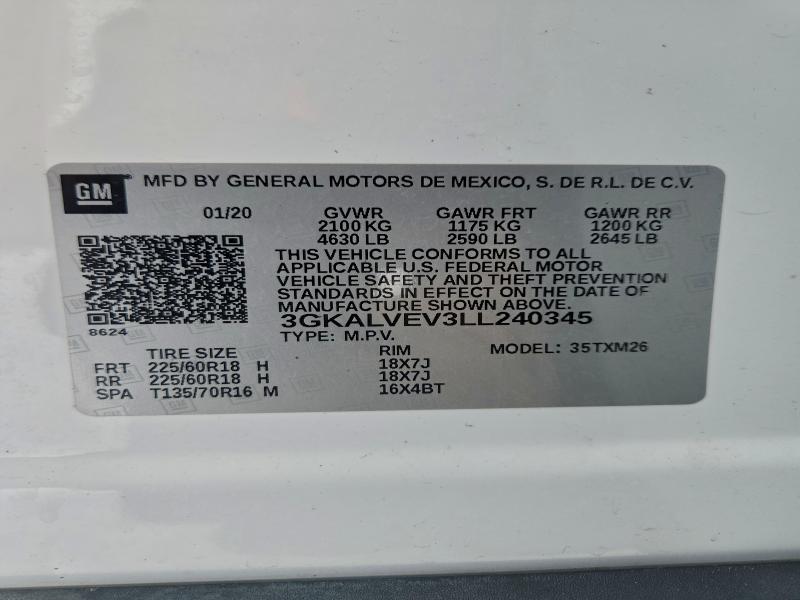 GM MFD BY GENERAL MOTORS DE MEXICO, S. DE R.L. DE C.V.
01/20 GVWR GAWR FRT GAWR RR
2100 KG 1175 KG 1200 KG
4630 LB 2590 LB 2645 LB
THIS VEHICLE CONFORMS TO ALL
APPLICABLE U.S. FEDERAL MOTOR
VEHICLE SAFETY AND THEFT PREVENTION
STANDARDS IN EFFECT ON THE DATE OF
MANUFACTURE SHOWN ABOVE.
8624
3GKALVEV3LL240345
TYPE: M.P.V. MODEL: 35TXM26
TIRE SIZE RIM
FRT 225/60R18 H 18X7J
RR 225/60R18 H 18X7J
SPA T135/70R16 M 16X4BT